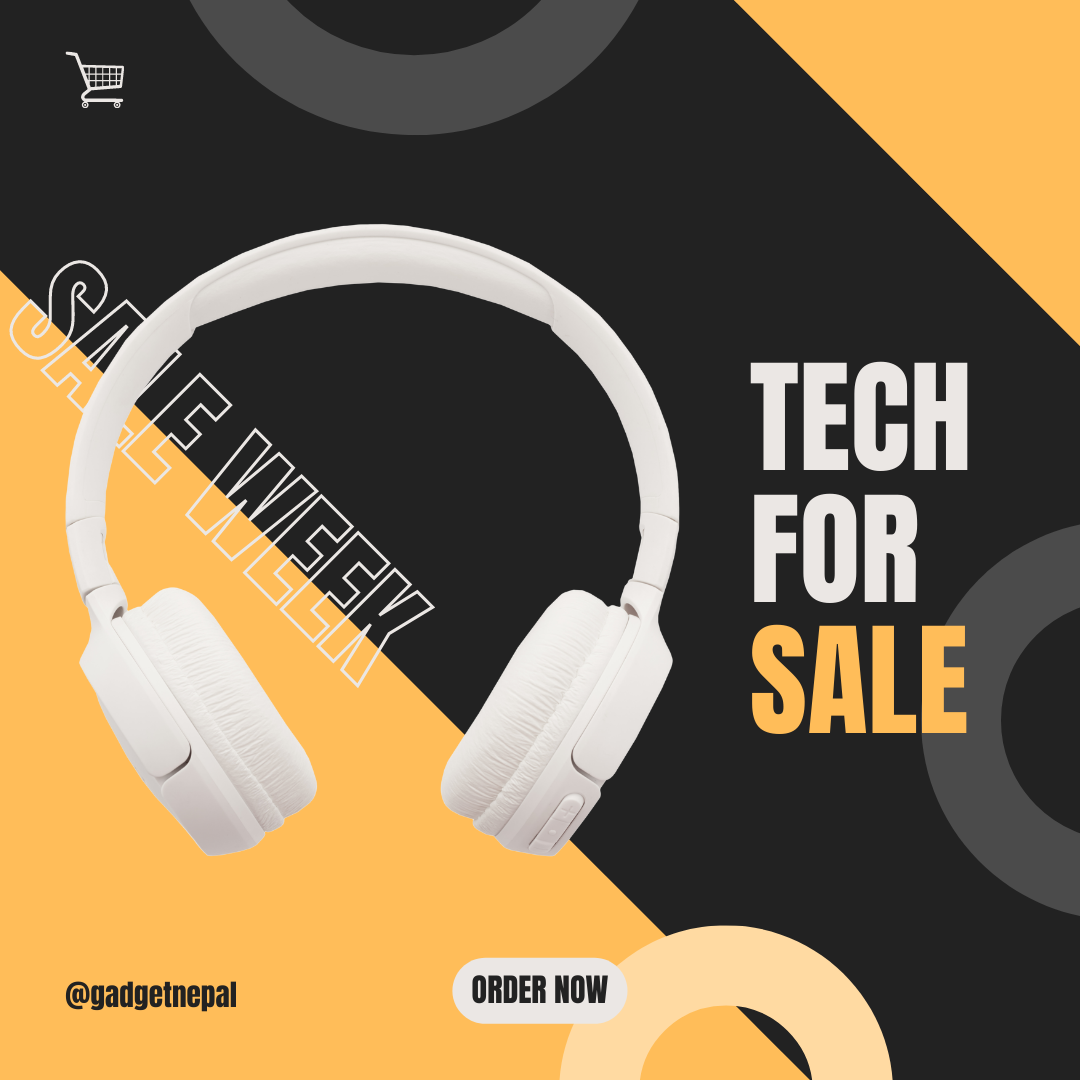 SALE WEEK
TECH
FOR
SALE
@gadgetnepal
ORDER NOW